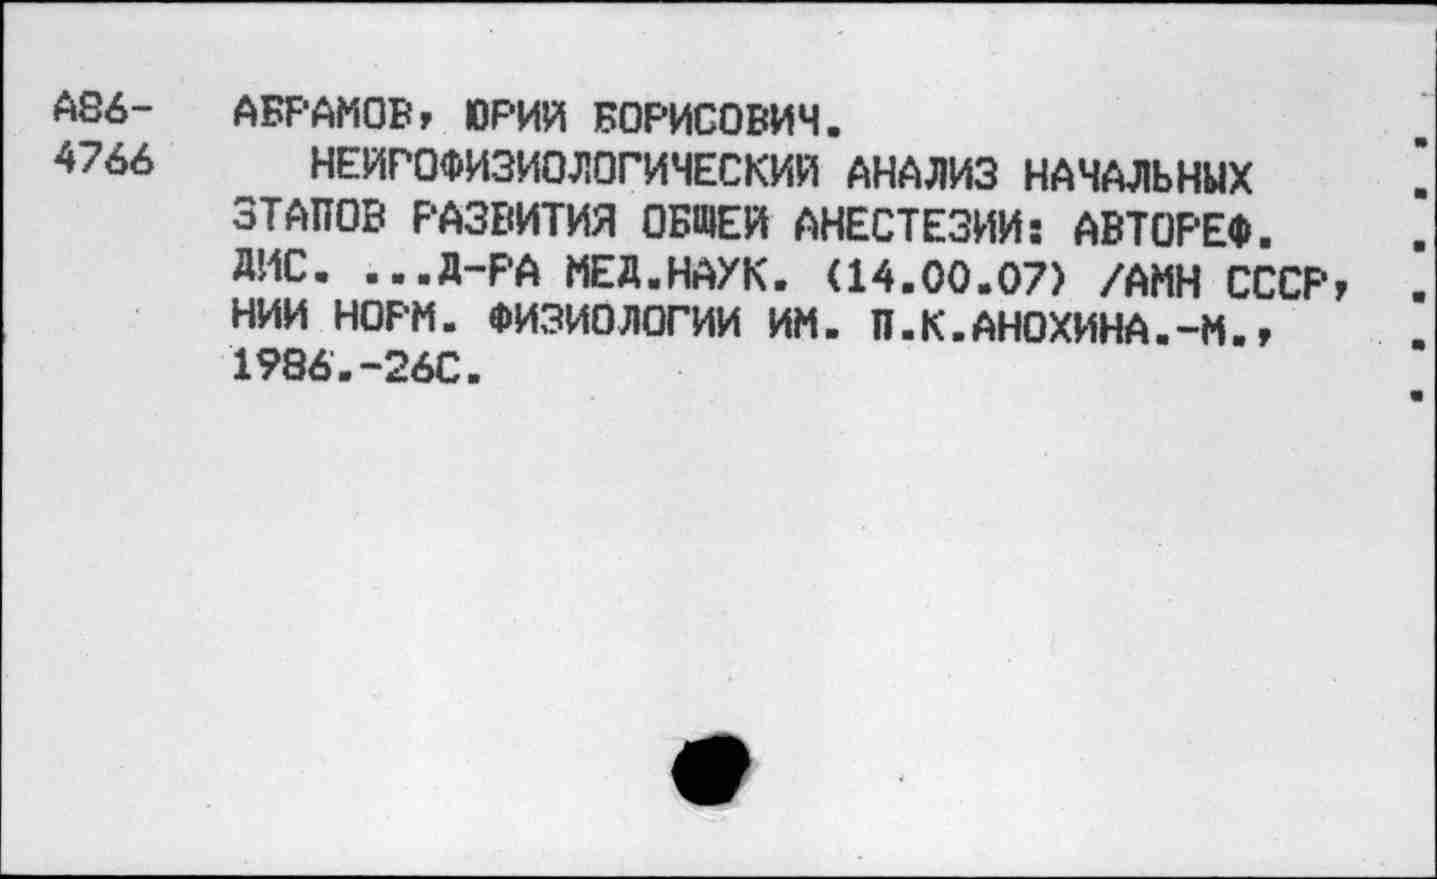 А86- АБРАМОВ, ЮРИЙ БОРИСОВИЧ.
4766 НЕЙРОФИЗИОЛОГИЧЕСКИЙ АНАЛИЗ НАЧАЛЬНЫХ
ЭТАПОВ РАЗВИТИЯ ОБЩЕЙ АНЕСТЕЗИИ: АВТОРЕФ.
ДИС. ...Д-РА МЕД.НАУК. (14.00.07) /АМН СССР,
НИИ НОРМ. ФИЗИОЛОГИИ ИМ. П.К.АНОХИНА.-М.,
1986.-26С.